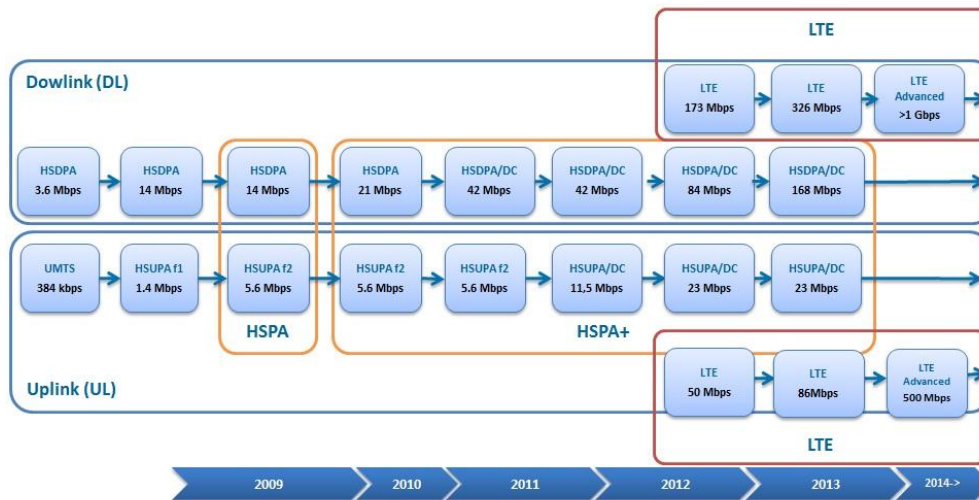 LTE
Dowlink (DL)
LTE
173 Mbps
LTE
326 Mbps
LTE
Advanced
>1 Gbps
HSDPA
3.6 Mbps
HSDPA
14 Mbps
HSDPA
14 Mbps
HSDPA
21 Mbps
HSDPA/DC
42 Mbps
HSDPA/DC
42 Mbps
HSDPA/DC
84 Mbps
HSDPA/DC
168 Mbps
UMTS
384 kbps
HSUPA f1
1.4 Mbps
HSUPA f2
5.6 Mbps
HSUPA f2
5.6 Mbps
HSUPA f2
5.6 Mbps
HSUPA/DC
11,5 Mbps
HSUPA/DC
23 Mbps
HSUPA/DC
23 Mbps
HSPA
HSPA+
Uplink (UL)
LTE
50 Mbps
LTE
86Mbps
LTE
Advanced
500 Mbps
LTE
2009
2010
2011
2012
2013
2014->